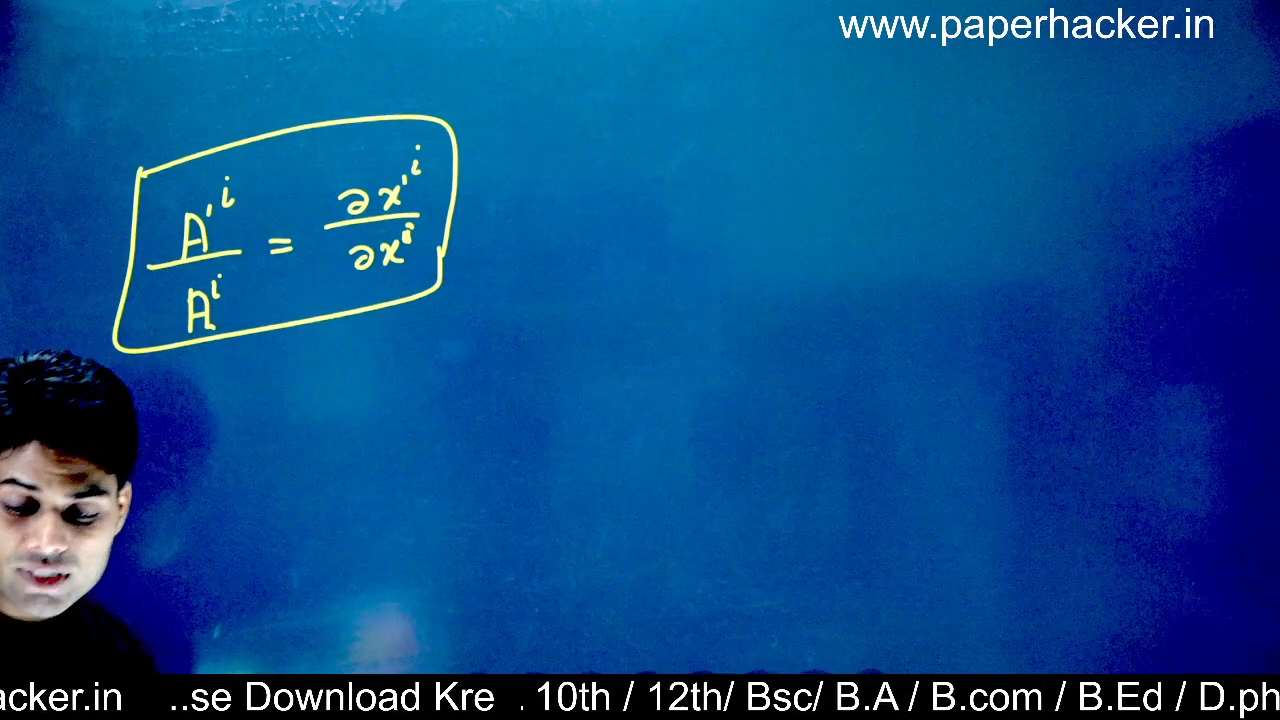 www.paperhacker.in
A'^i / A^i = ∂x'^i / ∂x^i
acker.in ..se Download Kre . 10th / 12th/ Bsc/ B.A / B.com / B.Ed / D.ph